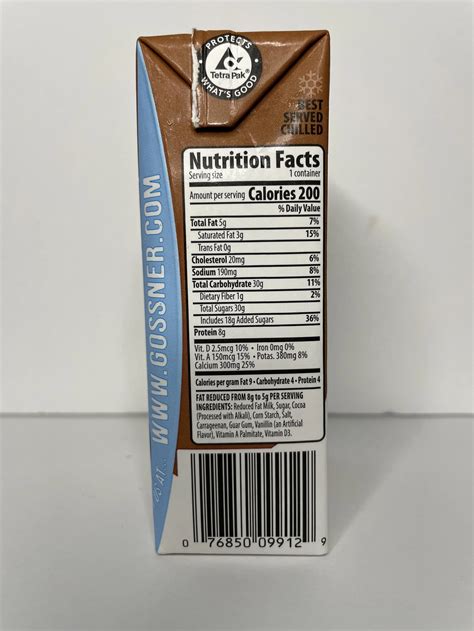 PROTECTS
Tetra Pak®
WHAT'S GOOD
BEST
SERVED
CHILLED
WWW.GOSSNER.COM
Nutrition Facts
Serving size 1 container
Amount per serving Calories 200
% Daily Value
Total Fat 5g 7%
Saturated Fat 3g 15%
Trans Fat 0g
Cholesterol 20mg 6%
Sodium 190mg 8%
Total Carbohydrate 30g 11%
Dietary Fiber 1g 2%
Total Sugars 30g
Includes 18g Added Sugars 36%
Protein 8g
Vit. D 2.5mcg 10% • Iron 0mg 0%
Vit. A 150mcg 15% • Potas. 380mg 8%
Calcium 300mg 25%
Calories per gram Fat 9 • Carbohydrate 4 • Protein 4
FAT REDUCED FROM 8g to 5g PER SERVING
INGREDIENTS: Reduced Fat Milk, Sugar, Cocoa
(Processed with Alkali), Corn Starch, Salt,
Carrageenan, Guar Gum, Vanillin (an Artificial
Flavor), Vitamin A Palmitate, Vitamin D3.
0 76850 09912 9